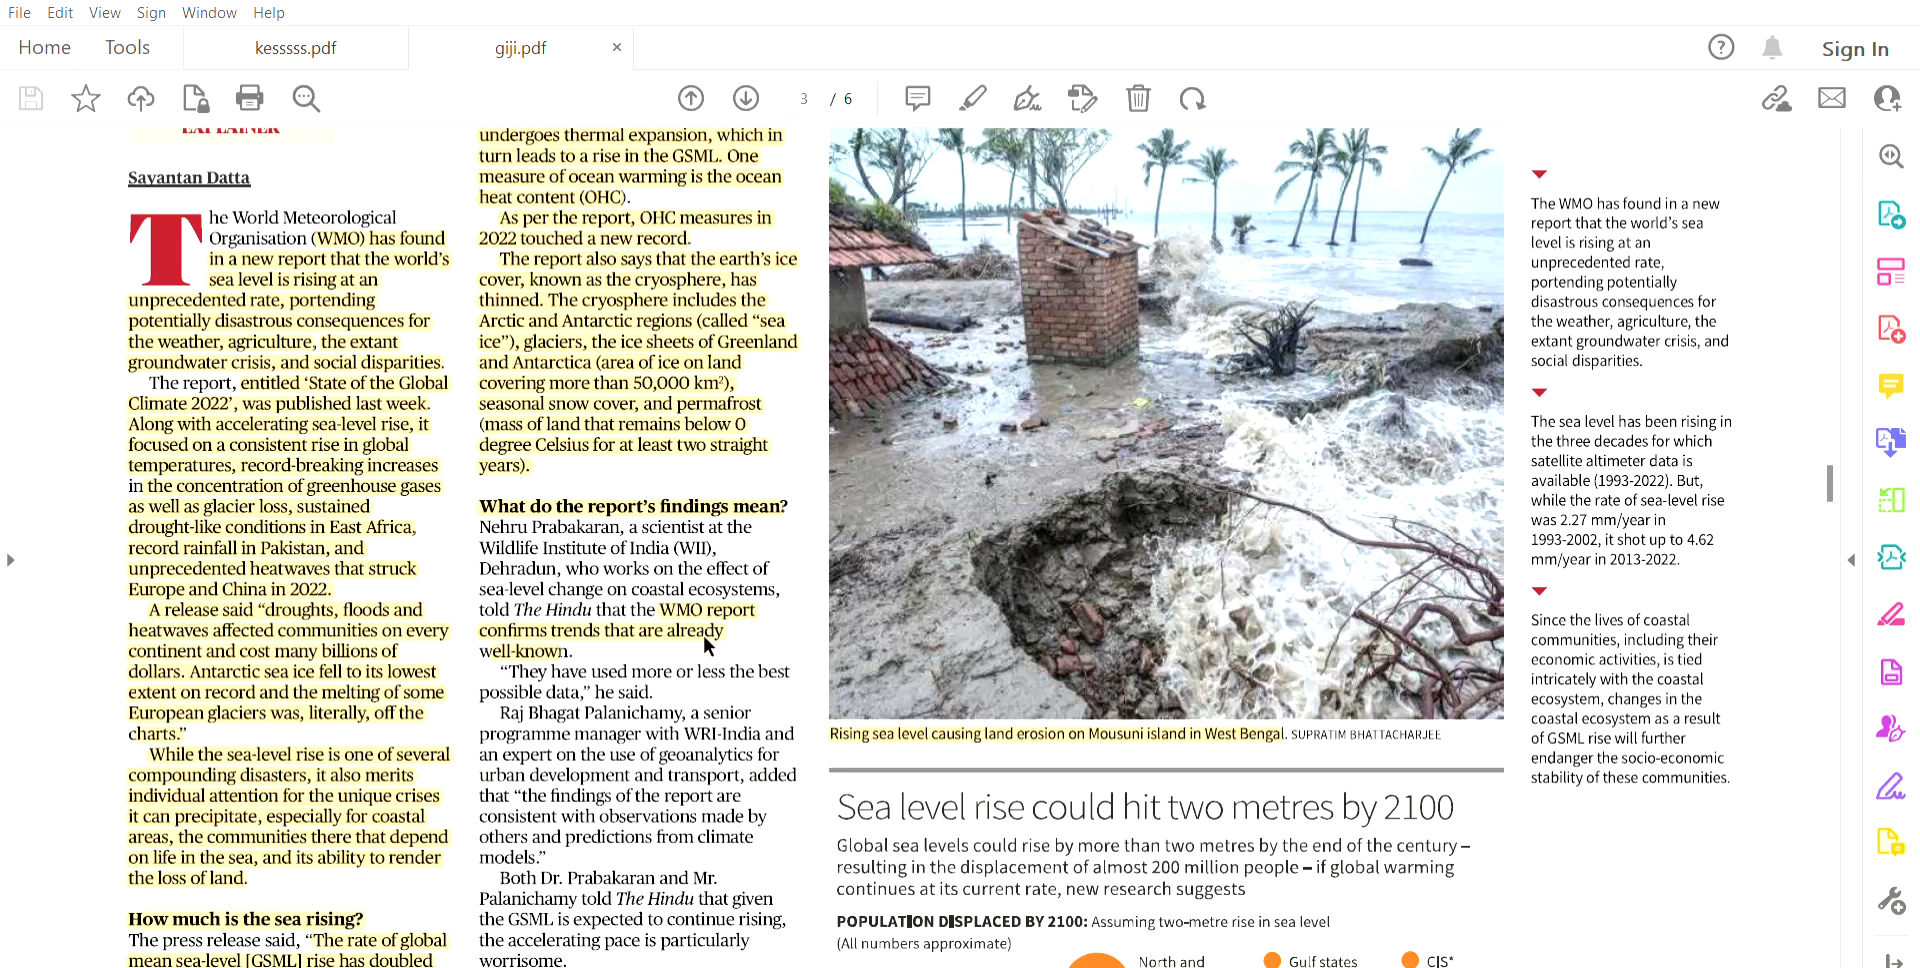 File Edit View Sign Window Help
Home Tools kesssss.pdf giji.pdf × ? Sign In
3 / 6
EXPLAINER
Sayantan Datta
The World Meteorological
Organisation (WMO) has found
in a new report that the world's
sea level is rising at an
unprecedented rate, portending
potentially disastrous consequences for
the weather, agriculture, the extant
groundwater crisis, and social disparities.
The report, entitled ‘State of the Global
Climate 2022’, was published last week.
Along with accelerating sea-level rise, it
focused on a consistent rise in global
temperatures, record-breaking increases
in the concentration of greenhouse gases
as well as glacier loss, sustained
drought-like conditions in East Africa,
record rainfall in Pakistan, and
unprecedented heatwaves that struck
Europe and China in 2022.
A release said “droughts, floods and
heatwaves affected communities on every
continent and cost many billions of
dollars. Antarctic sea ice fell to its lowest
extent on record and the melting of some
European glaciers was, literally, off the
charts.”
While the sea-level rise is one of several
compounding disasters, it also merits
individual attention for the unique crises
it can precipitate, especially for coastal
areas, the communities there that depend
on life in the sea, and its ability to render
the loss of land.
How much is the sea rising?
The press release said, “The rate of global
mean sea-level [GSML] rise has doubled
undergoes thermal expansion, which in
turn leads to a rise in the GSML. One
measure of ocean warming is the ocean
heat content (OHC).
As per the report, OHC measures in
2022 touched a new record.
The report also says that the earth's ice
cover, known as the cryosphere, has
thinned. The cryosphere includes the
Arctic and Antarctic regions (called “sea
ice”), glaciers, the ice sheets of Greenland
and Antarctica (area of ice on land
covering more than 50,000 km²),
seasonal snow cover, and permafrost
(mass of land that remains below 0
degree Celsius for at least two straight
years).
What do the report's findings mean?
Nehru Prabakaran, a scientist at the
Wildlife Institute of India (WII),
Dehradun, who works on the effect of
sea-level change on coastal ecosystems,
told The Hindu that the WMO report
confirms trends that are already
well-known.
“They have used more or less the best
possible data,” he said.
Raj Bhagat Palanichamy, a senior
programme manager with WRI-India and
an expert on the use of geoanalytics for
urban development and transport, added
that “the findings of the report are
consistent with observations made by
others and predictions from climate
models.”
Both Dr. Prabakaran and Mr.
Palanichamy told The Hindu that given
the GSML is expected to continue rising,
the accelerating pace is particularly
worrisome.
Rising sea level causing land erosion on Mousuni island in West Bengal. SUPRATIM BHATTACHARJEE
Sea level rise could hit two metres by 2100
Global sea levels could rise by more than two metres by the end of the century –
resulting in the displacement of almost 200 million people – if global warming
continues at its current rate, new research suggests
POPULATION DISPLACED BY 2100: Assuming two-metre rise in sea level
(All numbers approximate)
North and Gulf states CIS*
The WMO has found in a new
report that the world's sea
level is rising at an
unprecedented rate,
portending potentially
disastrous consequences for
the weather, agriculture, the
extant groundwater crisis, and
social disparities.
The sea level has been rising in
the three decades for which
satellite altimeter data is
available (1993-2022). But,
while the rate of sea-level rise
was 2.27 mm/year in
1993-2002, it shot up to 4.62
mm/year in 2013-2022.
Since the lives of coastal
communities, including their
economic activities, is tied
intricately with the coastal
ecosystem, changes in the
coastal ecosystem as a result
of GSML rise will further
endanger the socio-economic
stability of these communities.